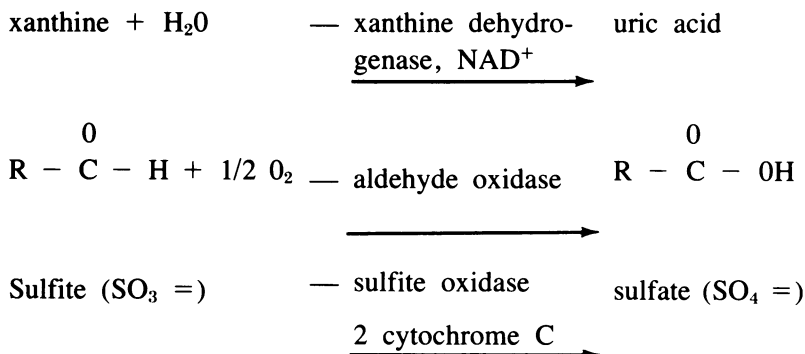 xanthine + H₂0 — xanthine dehydro- uric acid
genase, NAD⁺
0 0
R − C − H + 1/2 0₂ — aldehyde oxidase R − C − OH
Sulfite (SO₃ =) — sulfite oxidase sulfate (SO₄ =)
2 cytochrome C